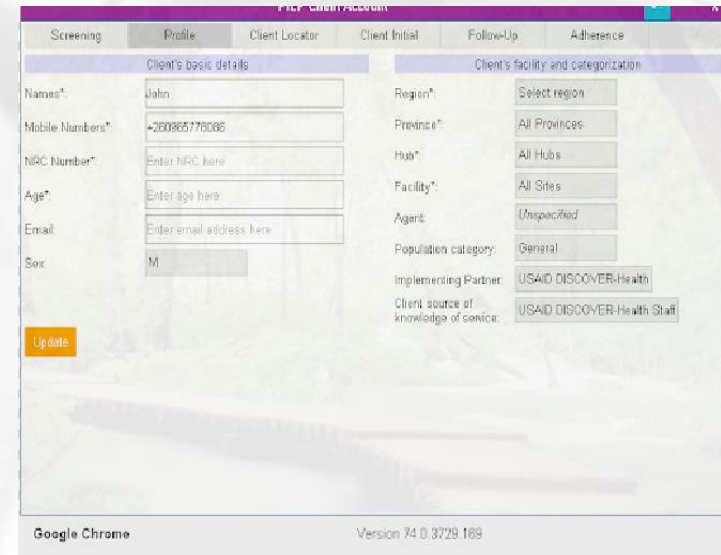 Client Account
Screening Profile Client Locator Client Initial Follow-Up Adherence
Client's basic details
Names*: John
Mobile Numbers*: +260965778086
NRC Number*: Enter NRC here
Age*: Enter age here
Email: Enter email address here
Sex: M
Update
Client's facility and categorization
Region*: Select region
Province*: All Provinces
Hub*: All Hubs
Facility*: All Sites
Agent: Unspecified
Population category: General
Implementing Partner: USAID DISCOVER-Health
Client source of
knowledge of service: USAID DISCOVER-Health Staff
Google Chrome Version 74.0.3729.169